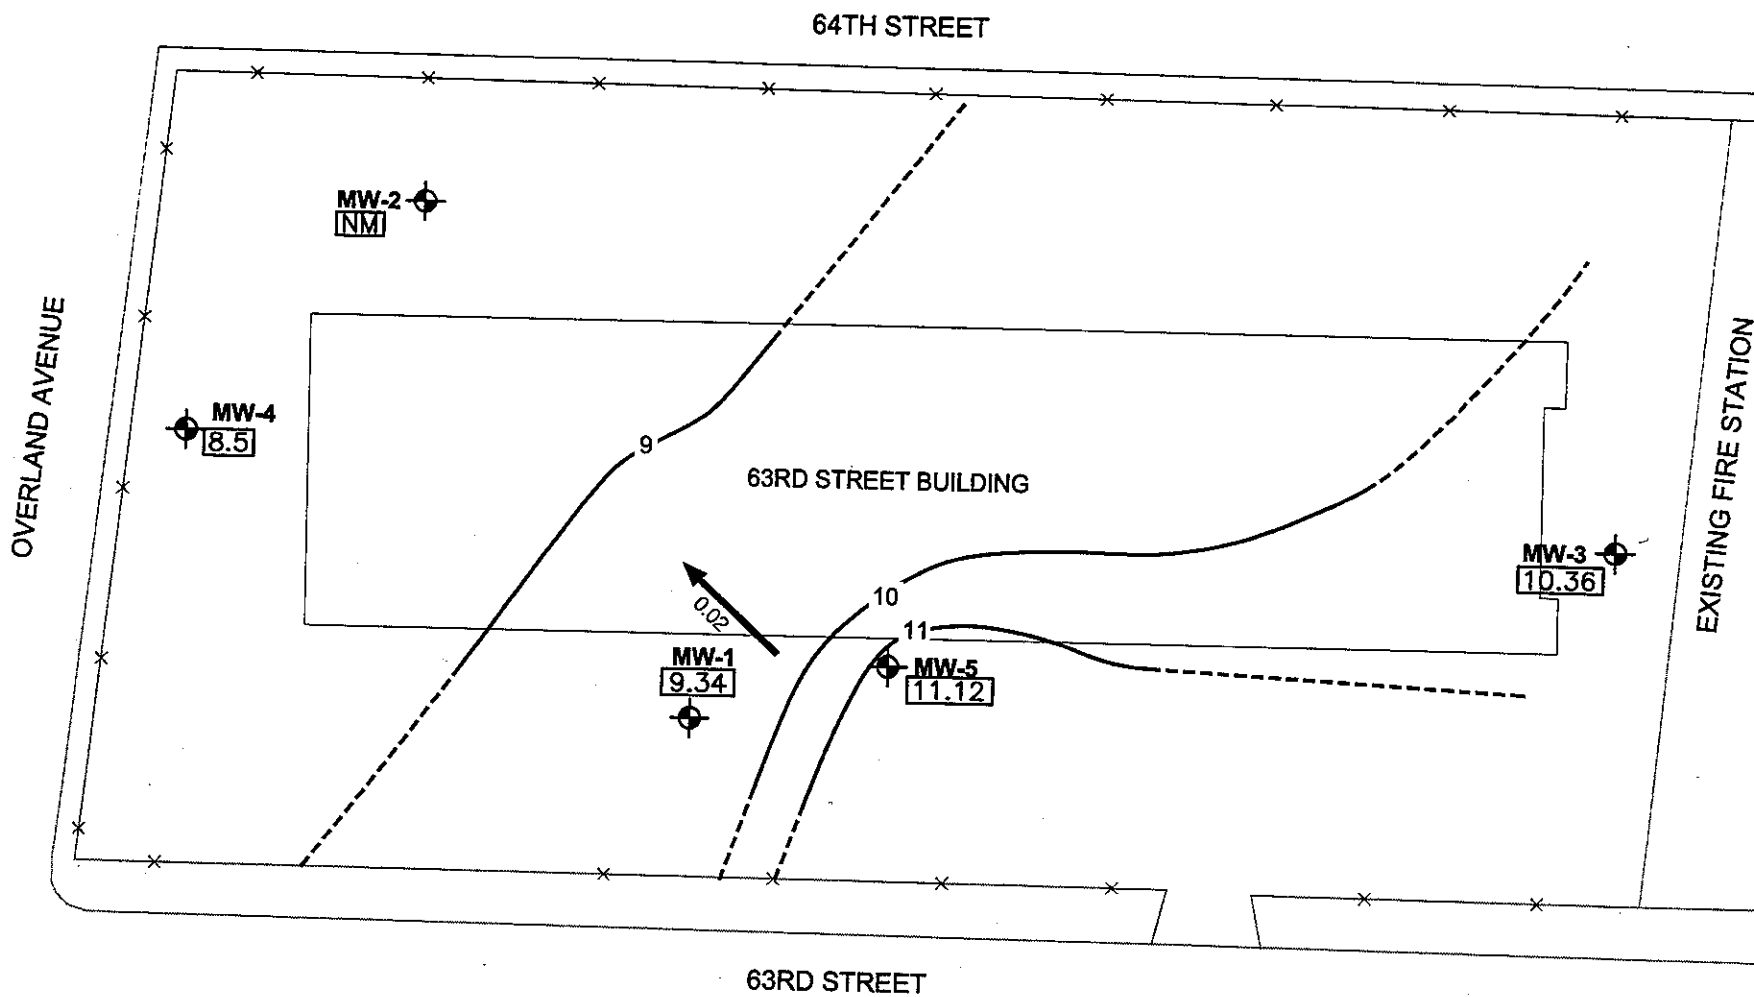 64TH STREET
MW-2
NM
OVERLAND AVENUE
MW-4
8.5
9
63RD STREET BUILDING
EXISTING FIRE STATION
MW-3
10.36
10
0.02
11
MW-1
9.34
MW-5
11.12
63RD STREET